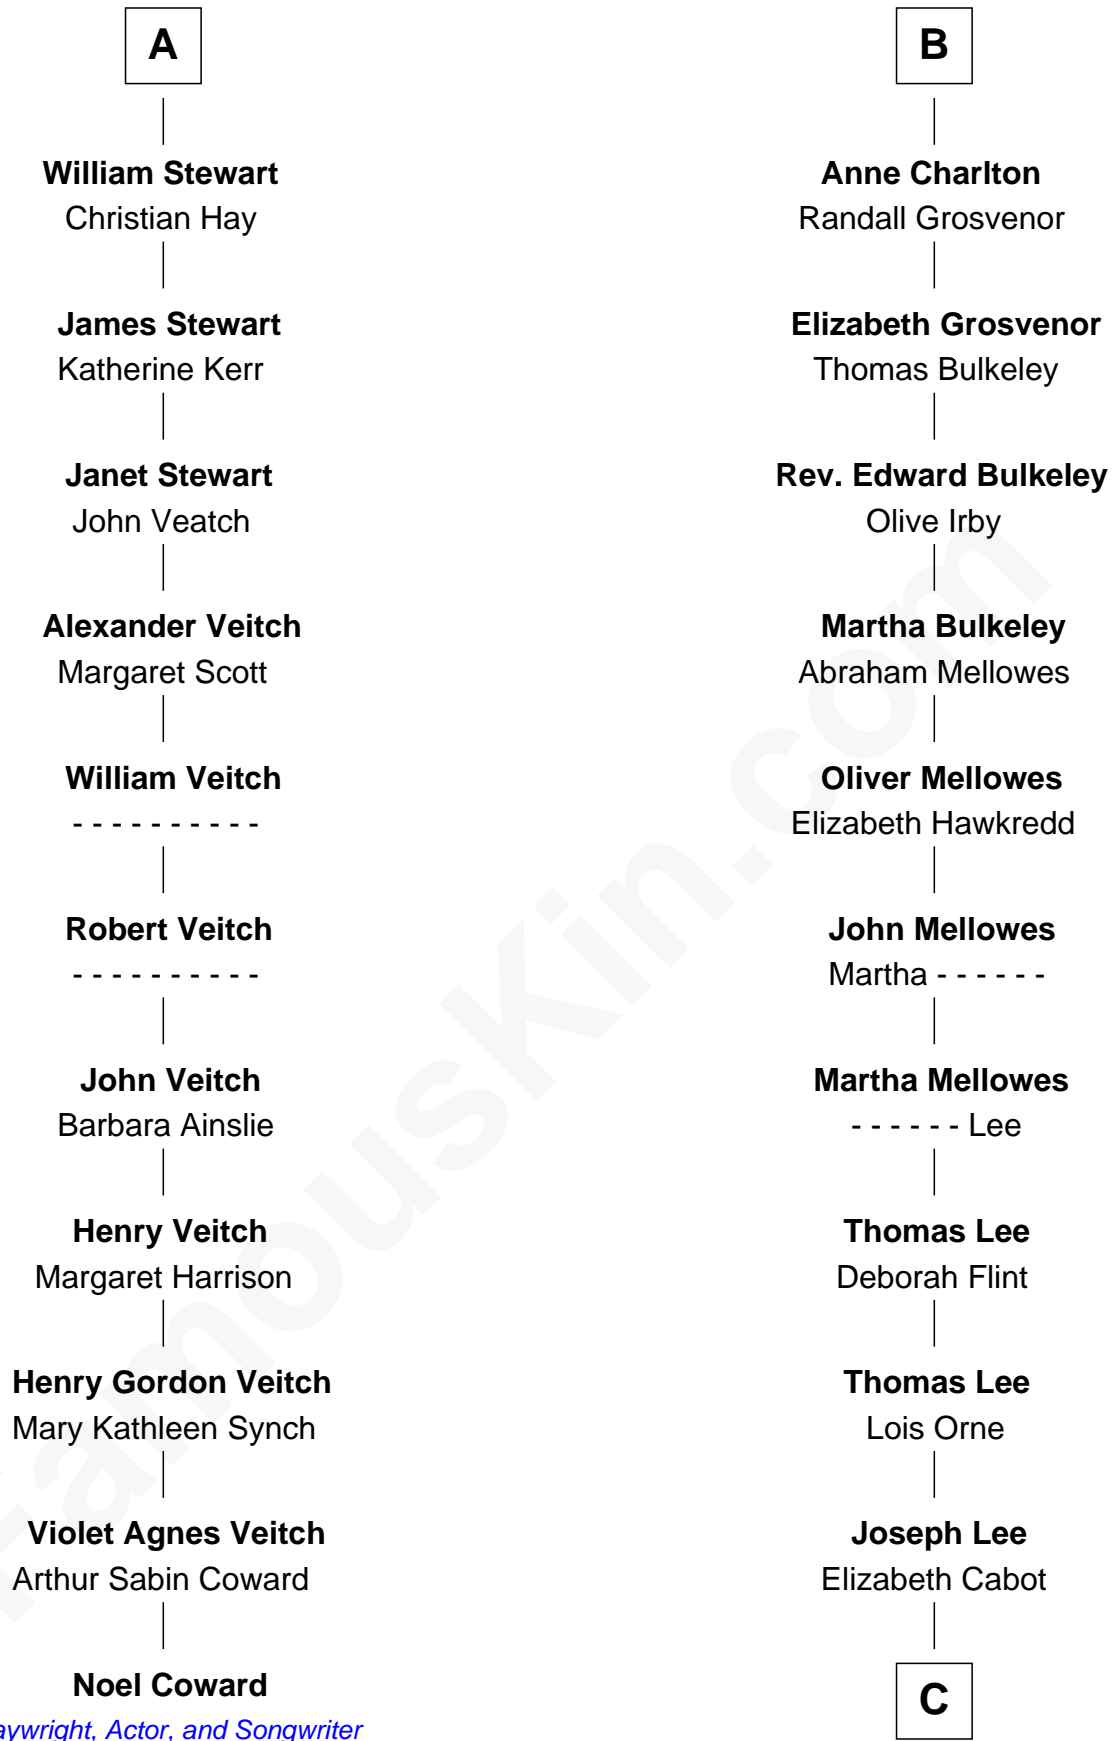 A
William Stewart
Christian Hay
James Stewart
Katherine Kerr
Janet Stewart
John Veatch
Alexander Veitch
Margaret Scott
William Veitch
- - - - - - - - - -
Robert Veitch
- - - - - - - - - -
John Veitch
Barbara Ainslie
Henry Veitch
Margaret Harrison
Henry Gordon Veitch
Mary Kathleen Synch
Violet Agnes Veitch
Arthur Sabin Coward
Noel Coward
aywright, Actor, and Songwriter
B
Anne Charlton
Randall Grosvenor
Elizabeth Grosvenor
Thomas Bulkeley
Rev. Edward Bulkeley
Olive Irby
Martha Bulkeley
Abraham Mellowes
Oliver Mellowes
Elizabeth Hawkredd
John Mellowes
Martha - - - - - -
Martha Mellowes
- - - - - - Lee
Thomas Lee
Deborah Flint
Thomas Lee
Lois Orne
Joseph Lee
Elizabeth Cabot
C
FamousKin.com